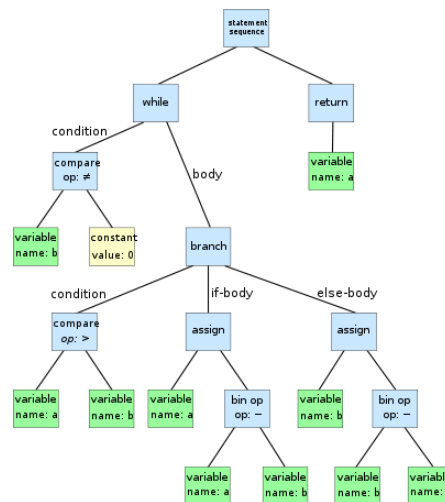 statement
sequence
while
return
condition
body
compare
op: ≠
variable
name: a
variable
name: b
constant
value: 0
branch
condition
if-body
else-body
compare
op: >
assign
assign
variable
name: a
variable
name: b
variable
name: a
bin op
op: −
variable
name: b
bin op
op: −
variable
name: a
variable
name: b
variable
name: b
variable
name: